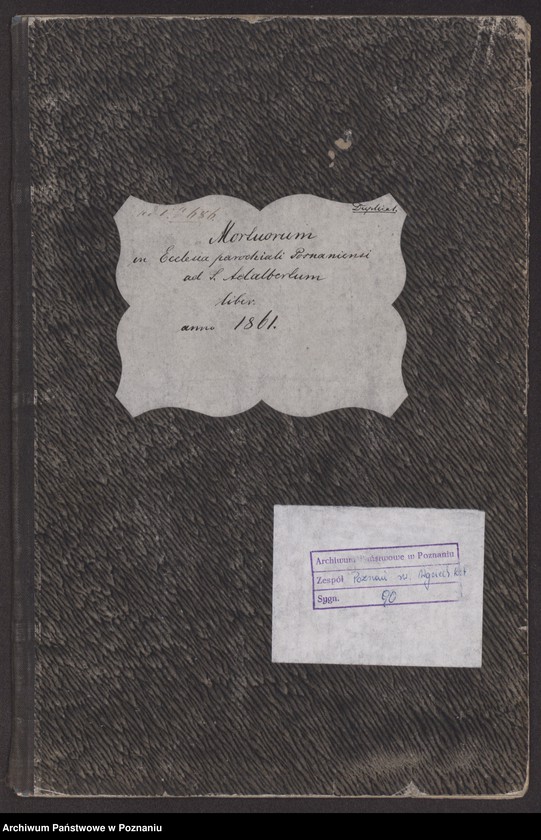 Duplicat.
Mortuorum
in Ecclesia parochiali Posnaniensi
ad S. Adalbertum
liber.
anno 1861.
Archiwum Państwowe w Poznaniu
Zespół Poznań
Sygn. 90
Archiwum Państwowe w Poznaniu